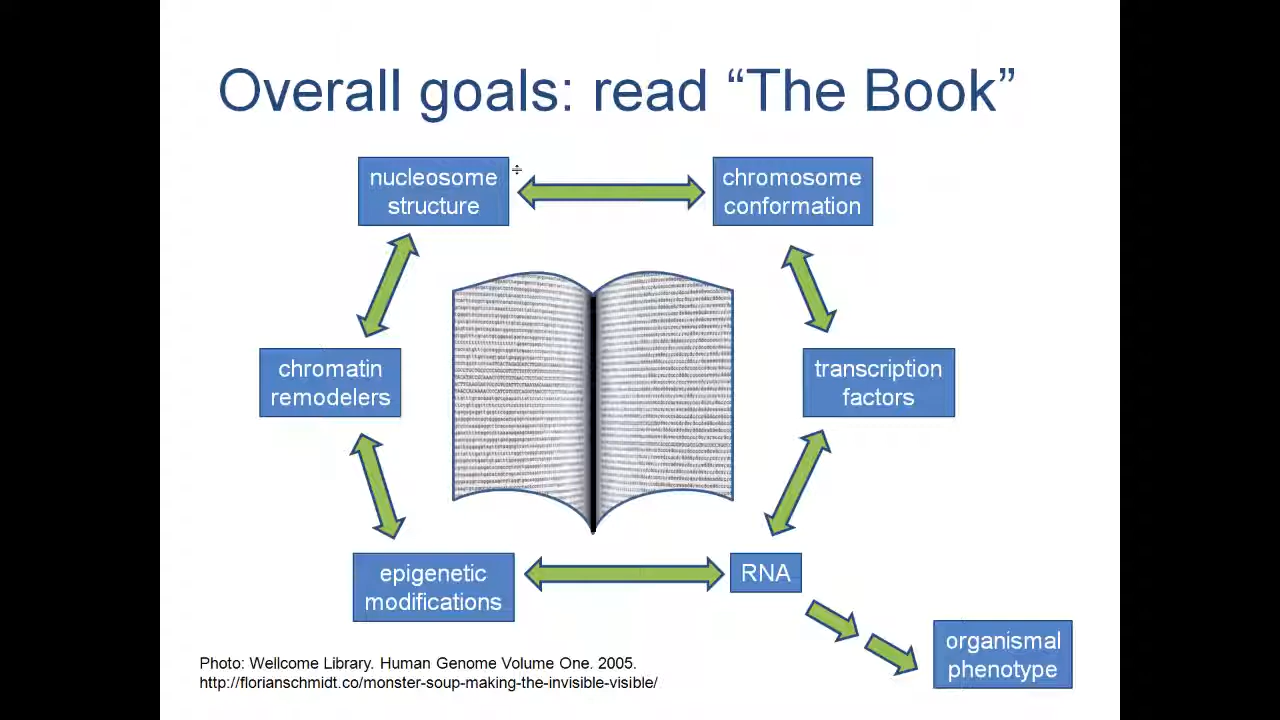 Overall goals: read “The Book”
nucleosome
structure
chromosome
conformation
chromatin
remodelers
transcription
factors
epigenetic
modifications
RNA
organismal
phenotype
Photo: Wellcome Library. Human Genome Volume One. 2005.
http://florianschmidt.co/monster-soup-making-the-invisible-visible/